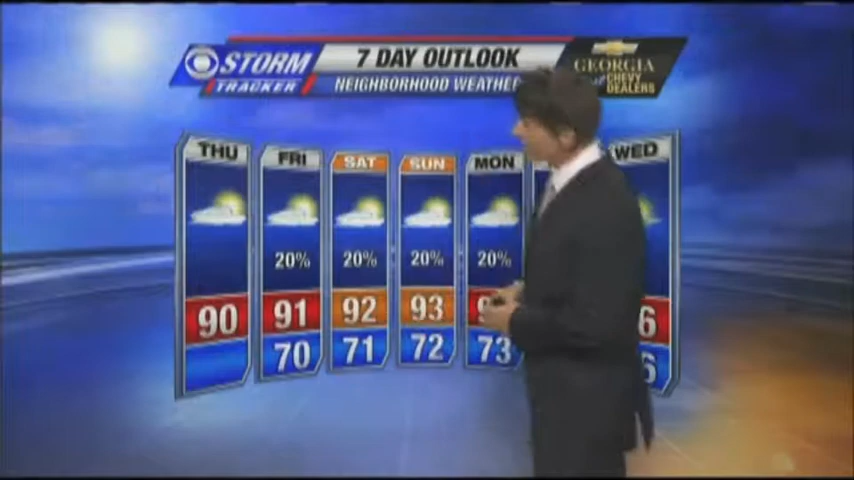 STORM
TRACKER
7 DAY OUTLOOK
NEIGHBORHOOD
GEORGIA
CHEVY
DEALERS
THU FRI SAT SUN MON WED
20% 20% 20% 20%
90 91 92 93
70 71 72 73